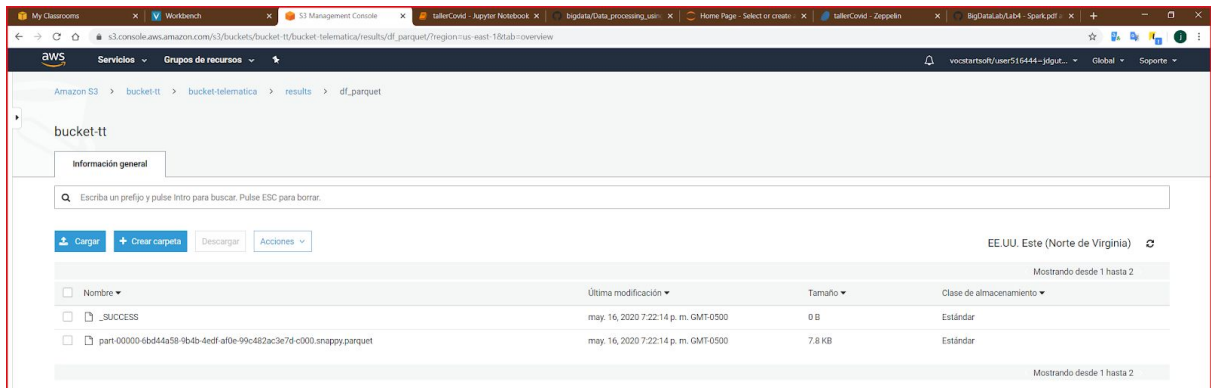 My Classrooms
Workbench
S3 Management Console
tallerCovid - Jupyter Notebook
bigdata/Data_processing_using
Home Page - Select or create
tallerCovid - Zeppelin
BigDataLab/Lab4 - Spark.pdf
s3.console.aws.amazon.com/s3/buckets/bucket-tt/bucket-telematica/results/df_parquet/?region=us-east-1&tab=overview
aws Servicios Grupos de recursos vocstartsoft/user516444=jdgut... Global Soporte
Amazon S3 > bucket-tt > bucket-telematica > results > df_parquet
bucket-tt
Información general
Escriba un prefijo y pulse Intro para buscar. Pulse ESC para borrar.
Cargar + Crear carpeta Descargar Acciones EE.UU. Este (Norte de Virginia)
Mostrando desde 1 hasta 2
Nombre Última modificación Tamaño Clase de almacenamiento
_SUCCESS may. 16, 2020 7:22:14 p. m. GMT-0500 0 B Estándar
part-00000-6bd44a58-9b4b-4edf-af0e-99c482ac3e7d-c000.snappy.parquet may. 16, 2020 7:22:14 p. m. GMT-0500 7.8 KB Estándar
Mostrando desde 1 hasta 2